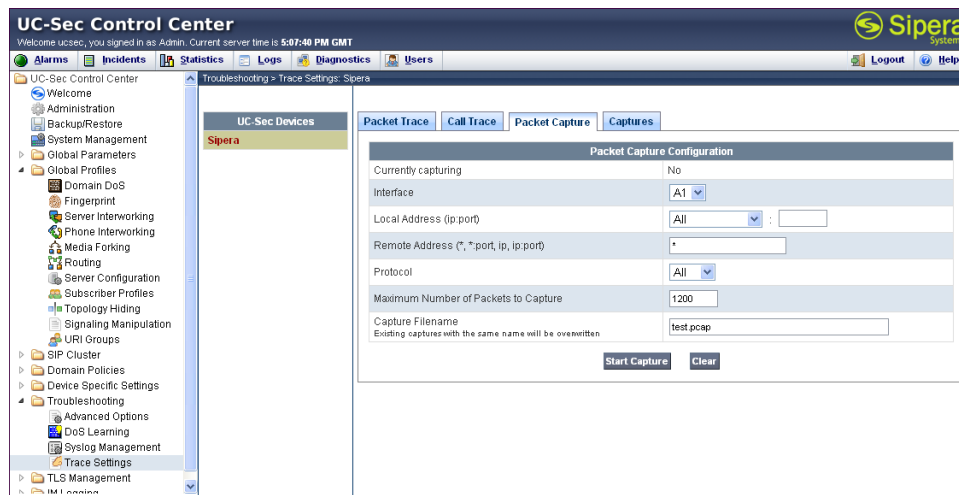 UC-Sec Control Center
Welcome ucsec, you signed in as Admin. Current server time is 5:07:40 PM GMT
Sipera
System
Alarms Incidents Statistics Logs Diagnostics Users Logout Help
UC-Sec Control Center
Welcome
Administration
Backup/Restore
System Management
Global Parameters
Global Profiles
Domain DoS
Fingerprint
Server Interworking
Phone Interworking
Media Forking
Routing
Server Configuration
Subscriber Profiles
Topology Hiding
Signaling Manipulation
URI Groups
SIP Cluster
Domain Policies
Device Specific Settings
Troubleshooting
Advanced Options
DoS Learning
Syslog Management
Trace Settings
TLS Management
IM Logging
Troubleshooting > Trace Settings: Sipera
UC-Sec Devices
Sipera
Packet Trace Call Trace Packet Capture Captures
Packet Capture Configuration
Currently capturing No
Interface A1
Local Address (ip:port) All :
Remote Address (*, *:port, ip, ip:port) *
Protocol All
Maximum Number of Packets to Capture 1200
Capture Filename
Existing captures with the same name will be overwritten
test.pcap
Start Capture Clear